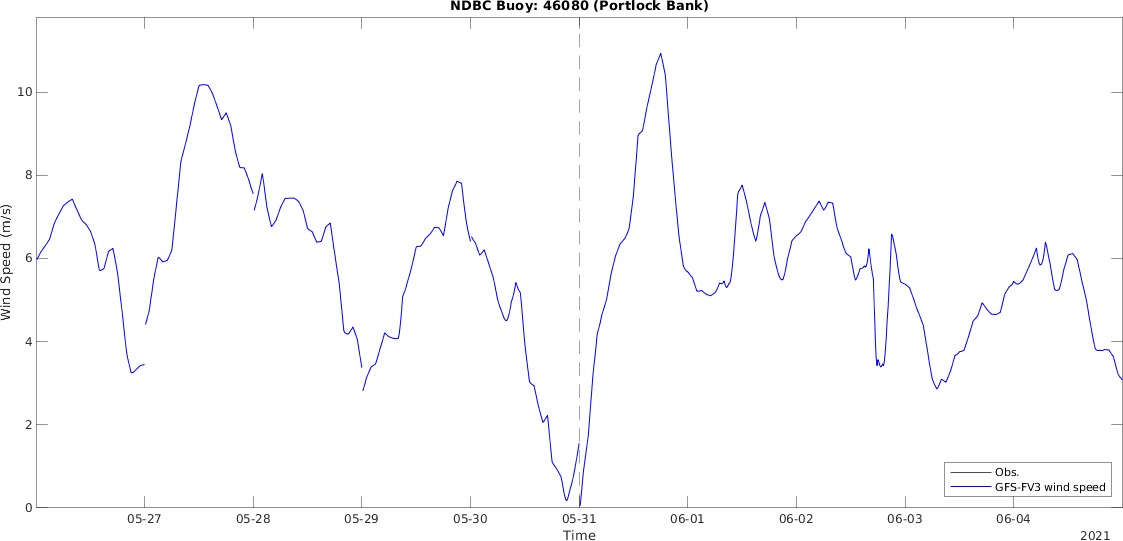 NDBC Buoy: 46080 (Portlock Bank)
10
8
6
4
2
0
Wind Speed (m/s)
Obs.
GFS-FV3 wind speed
05-27 05-28 05-29 05-30 05-31 06-01 06-02 06-03 06-04
Time
2021